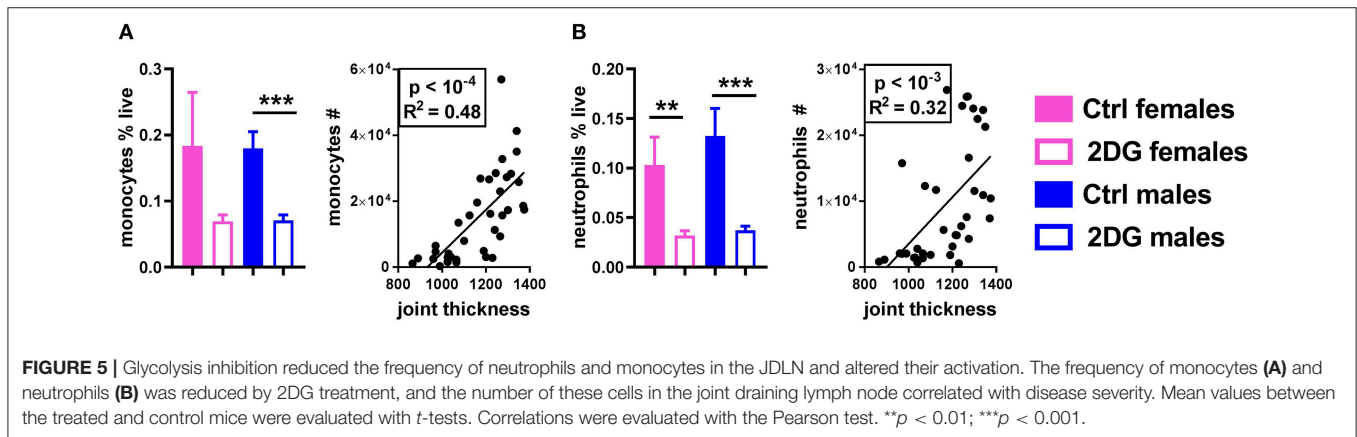 A
monocytes % live
0.3
0.2
0.1
0.0
***
monocytes #
6×10⁴
4×10⁴
2×10⁴
0
p < 10⁻⁴
R² = 0.48
800 1000 1200 1400
joint thickness
B
neutrophils % live
0.20
0.15
0.10
0.05
0.00
**
***
neutrophils #
3×10⁴
2×10⁴
1×10⁴
0
p < 10⁻³
R² = 0.32
800 1000 1200 1400
joint thickness
Ctrl females
2DG females
Ctrl males
2DG males
FIGURE 5 | Glycolysis inhibition reduced the frequency of neutrophils and monocytes in the JDLN and altered their activation. The frequency of monocytes (A) and
neutrophils (B) was reduced by 2DG treatment, and the number of these cells in the joint draining lymph node correlated with disease severity. Mean values between
the treated and control mice were evaluated with t-tests. Correlations were evaluated with the Pearson test. **p < 0.01; ***p < 0.001.